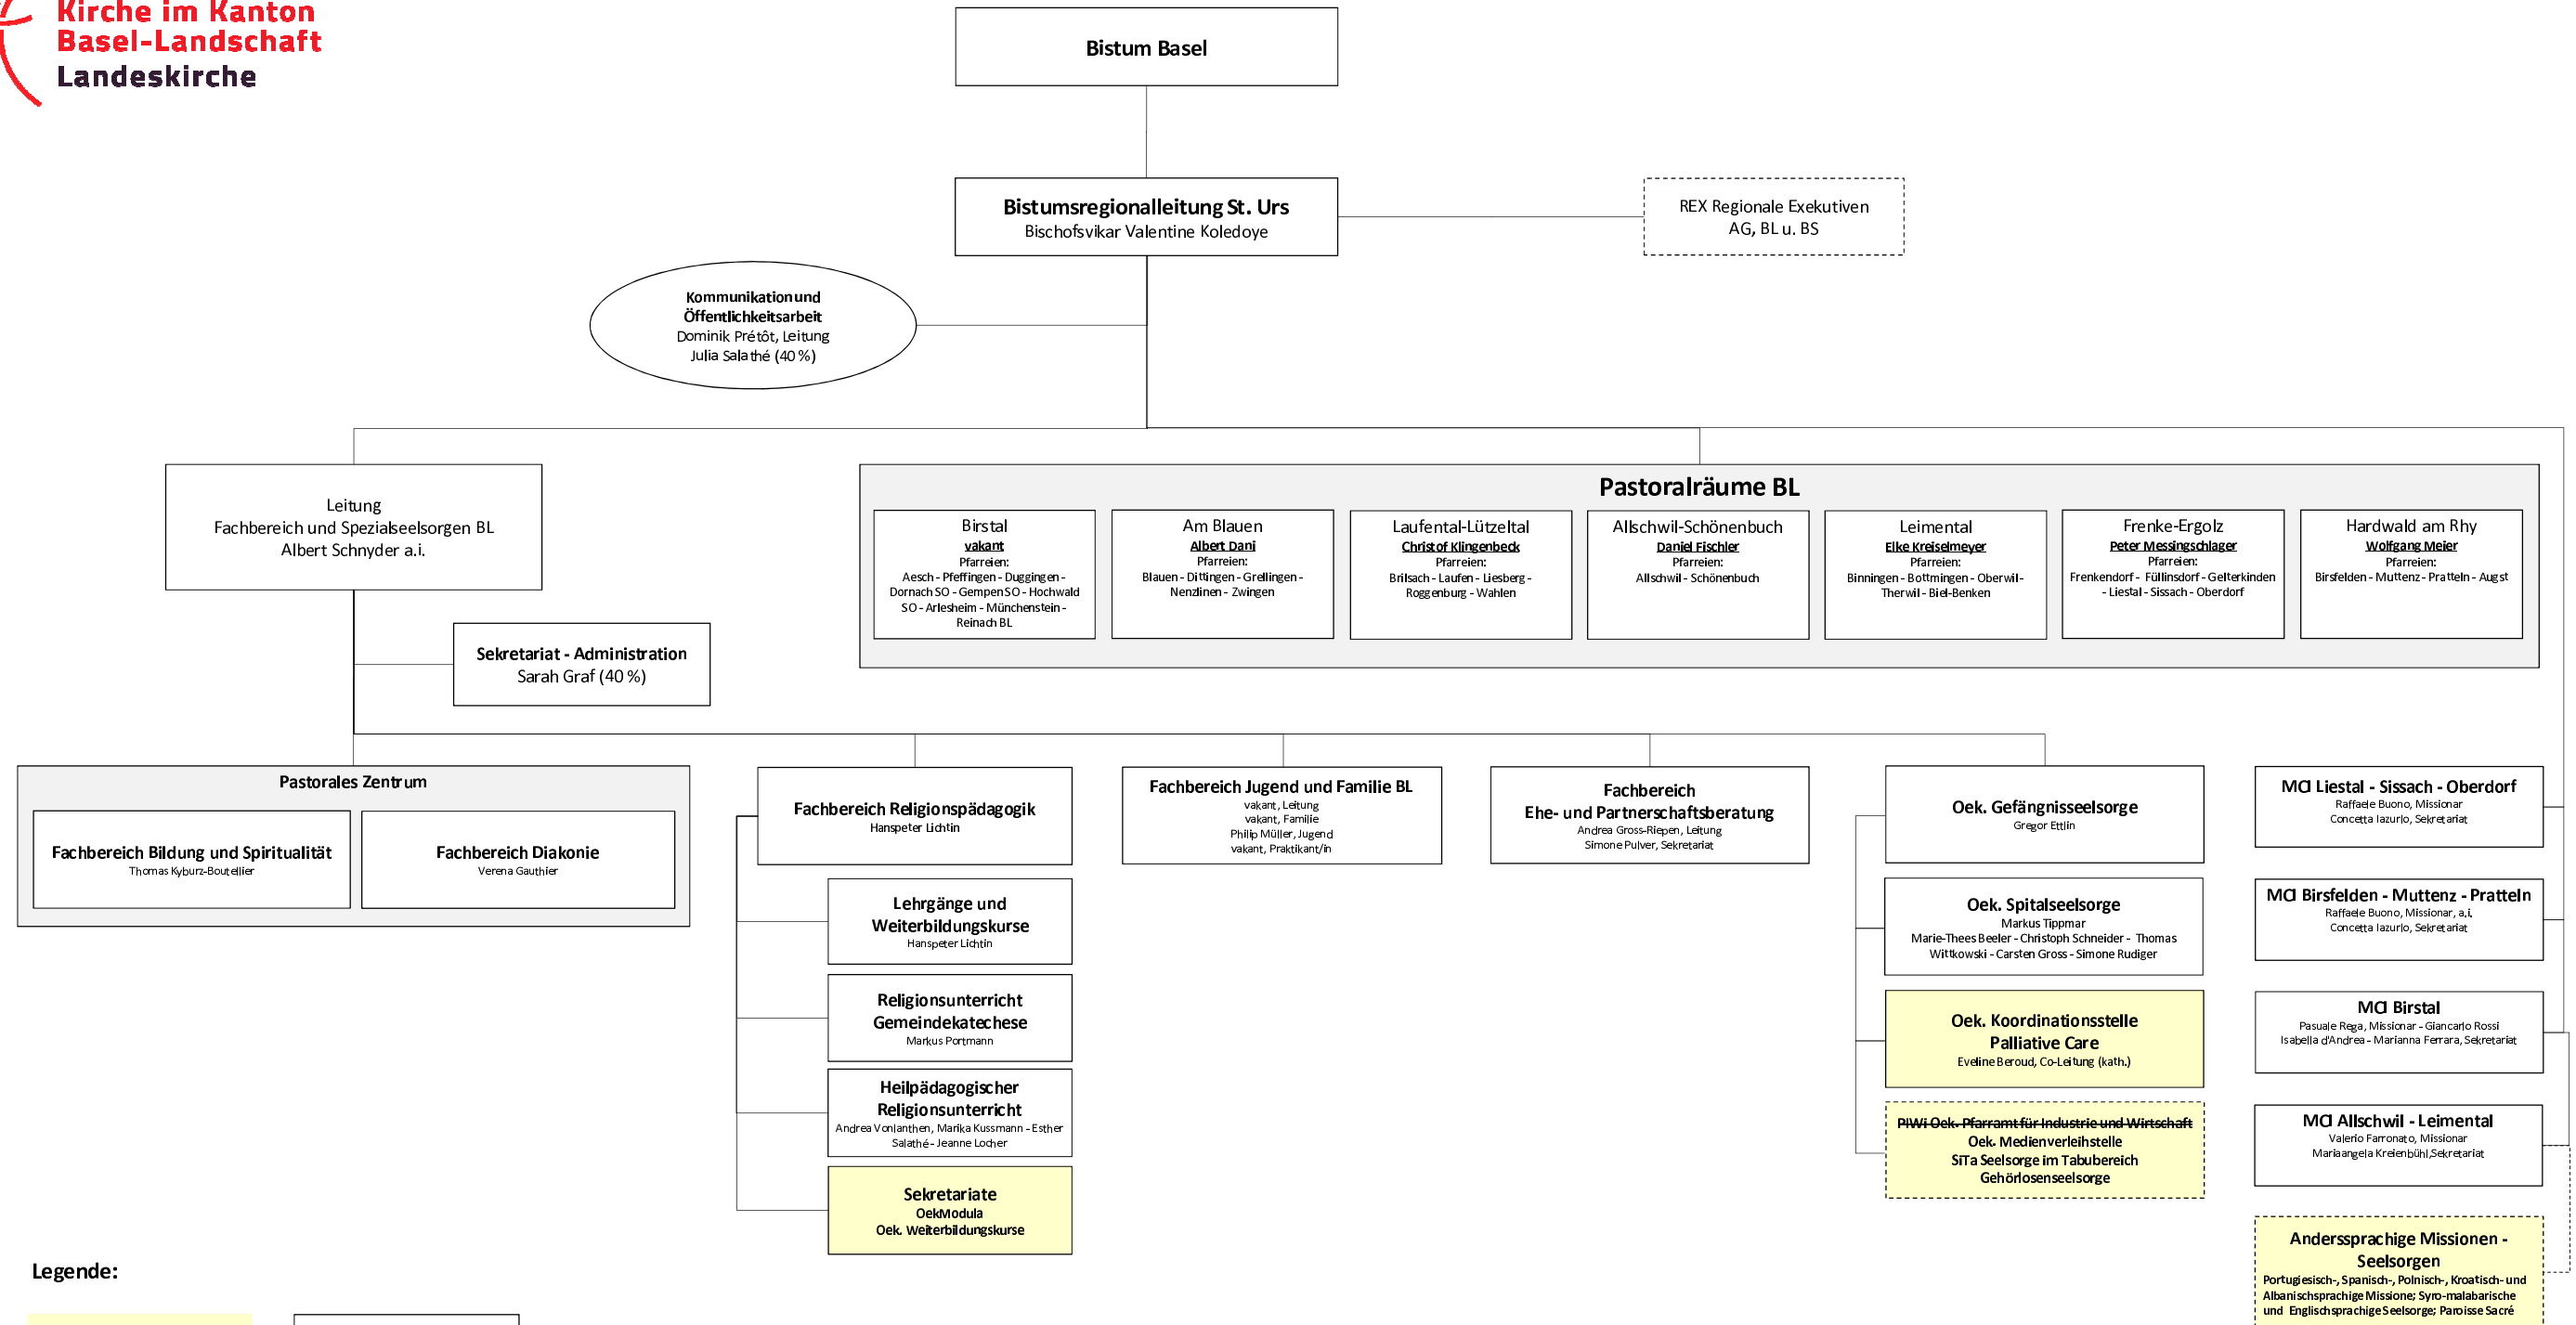 Kirche im Kanton
Basel-Landschaft
Landeskirche
Bistum Basel
Bistumsregionalleitung St. Urs
Bischofsvikar Valentine Koledoye
REX Regionale Exekutiven
AG, BL u. BS
Kommunikation und
Öffentlichkeitsarbeit
Dominik Prétôt, Leitung
Julia Salathé (40 %)
Leitung
Fachbereich und Spezialseelsorgen BL
Albert Schnyder a.i.
Sekretariat - Administration
Sarah Graf (40 %)
Pastoralräume BL
Birstal
vakant
Pfarreien:
Aesch - Pfeffingen - Duggingen -
Dornach SO - Gempen SO - Hochwald
SO - Arlesheim - Münchenstein -
Reinach BL
Am Blauen
Albert Dani
Pfarreien:
Blauen - Dittingen - Grellingen -
Nenzlinen - Zwingen
Laufental-Lützeltal
Christof Klingenbeck
Pfarreien:
Brilsach - Laufen - Liesberg -
Roggenburg - Wahlen
Allschwil-Schönenbuch
Daniel Fischler
Pfarreien:
Allschwil - Schönenbuch
Leimental
Elke Kreiselmeyer
Pfarreien:
Binningen - Bottmingen - Oberwil -
Therwil - Biel-Benken
Frenke-Ergolz
Peter Messingschlager
Pfarreien:
Frenkendorf - Füllinsdorf - Gelterkinden
- Liestal - Sissach - Oberdorf
Hardwald am Rhy
Wolfgang Meier
Pfarreien:
Birsfelden - Muttenz - Pratteln - Augst
Pastorales Zentrum
Fachbereich Bildung und Spiritualität
Thomas Kyburz-Boutellier
Fachbereich Diakonie
Verena Gauthier
Fachbereich Religionspädagogik
Hanspeter Lichtin
Lehrgänge und
Weiterbildungskurse
Hanspeter Lichtin
Religionsunterricht
Gemeindekatechese
Markus Portmann
Heilpädagogischer
Religionsunterricht
Andrea Vonlanthen, Marika Kussmann - Esther
Salathé - Jeanne Locher
Sekretariate
OekModula
Oek. Weiterbildungskurse
Fachbereich Jugend und Familie BL
vakant, Leitung
vakant, Familie
Philip Müller, Jugend
vakant, Praktikant/in
Fachbereich
Ehe- und Partnerschaftsberatung
Andrea Gross-Riepen, Leitung
Simone Pulver, Sekretariat
Oek. Gefängnisseelsorge
Gregor Ettlin
Oek. Spitalseelsorge
Markus Tippmar
Marie-Thees Beeler - Christoph Schneider - Thomas
Wittkowski - Carsten Gross - Simone Rudiger
Oek. Koordinationsstelle
Palliative Care
Eveline Beroud, Co-Leitung (kath.)
PIWi Oek. Pfarramt für Industrie und Wirtschaft
Oek. Medienverleihstelle
SiTa Seelsorge im Tabubereich
Gehörlosenseelsorge
MCI Liestal - Sissach - Oberdorf
Raffaele Buono, Missionar
Concetta Iazurlo, Sekretariat
MCI Birsfelden - Muttenz - Pratteln
Raffaele Buono, Missionar, a.i.
Concetta Iazurlo, Sekretariat
MCI Birstal
Pasuale Rega, Missionar - Giancarlo Rossi
Isabella d'Andrea - Marianna Ferrara, Sekretariat
MCI Allschwil - Leimental
Valerio Farronato, Missionar
Mariaangela Kreienbühl,Sekretariat
Anderssprachige Missionen -
Seelsorgen
Portugiesisch-, Spanisch-, Polnisch-, Kroatisch- und
Albanischsprachige Missione; Syro-malabarische
und Englischsprachige Seelsorge; Paroisse Sacré
Legende: